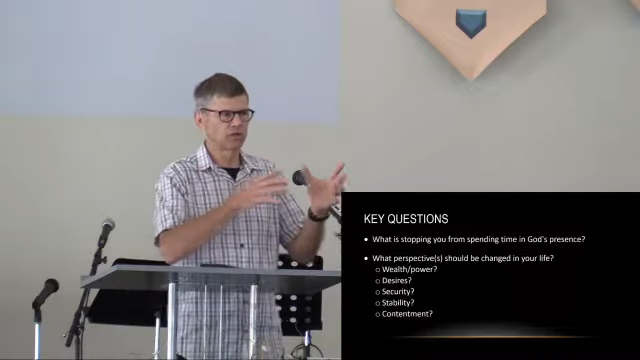 KEY QUESTIONS
• What is stopping you from spending time in God's presence?
• What perspective(s) should be changed in your life?
o Wealth/power?
o Desires?
o Security?
o Stability?
o Contentment?